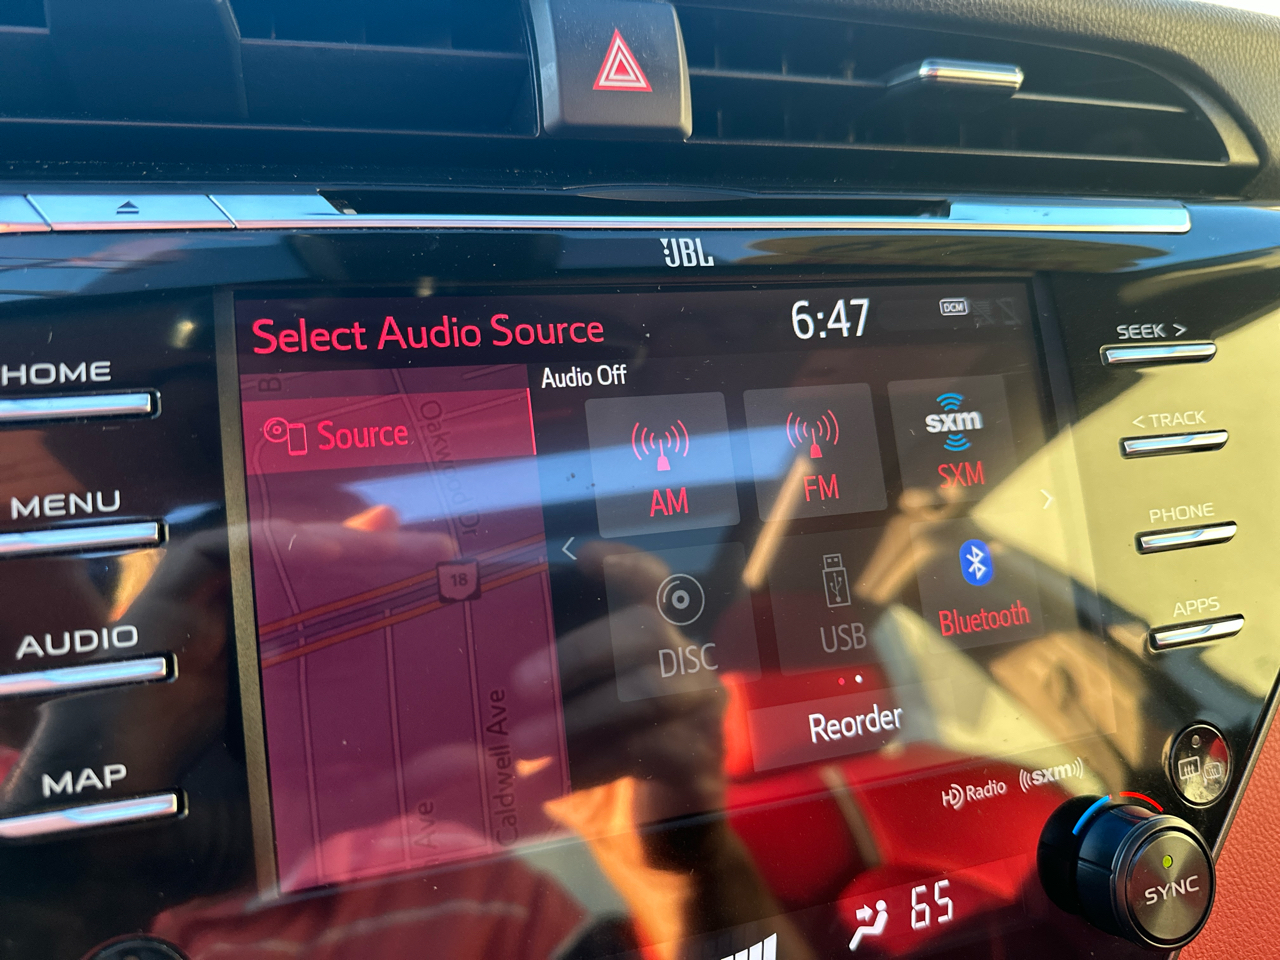 JBL
Select Audio Source
6:47
DCM
SEEK >
HOME
Audio Off
Source
AM
FM
sxm
SXM
< TRACK
MENU
PHONE
18
DISC
USB
Bluetooth
APPS
AUDIO
Reorder
Caldwell Ave
Ave
MAP
HD Radio
((sxm))
65
SYNC